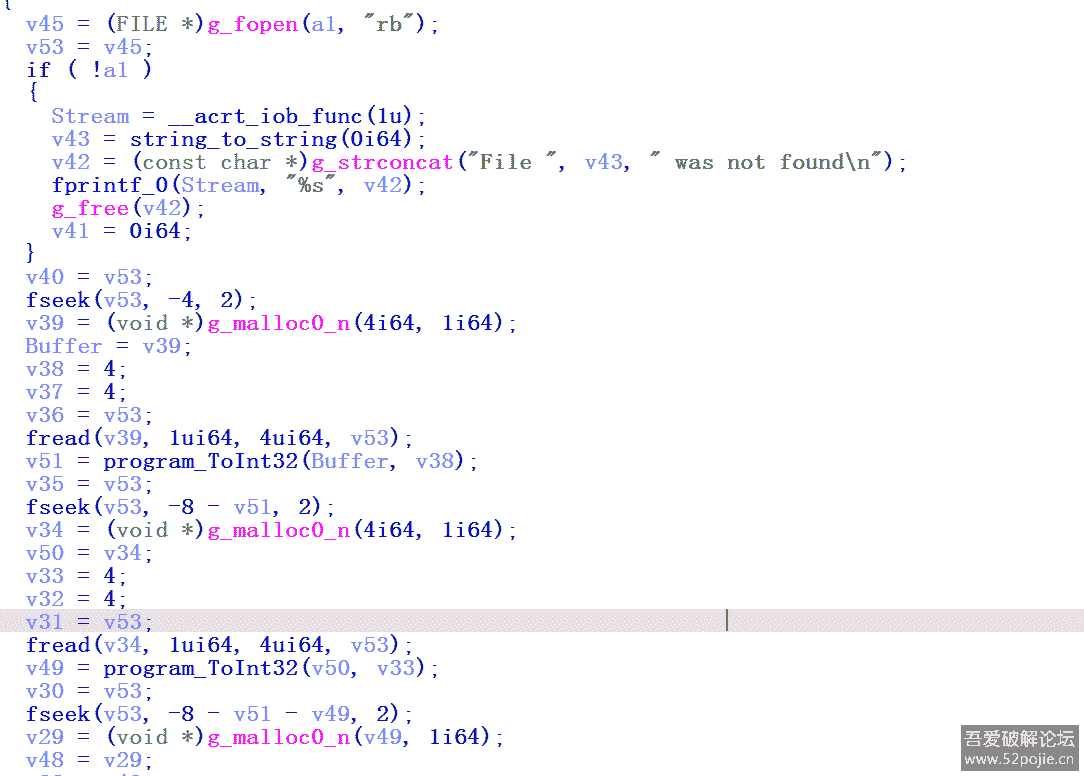 {
  v45 = (FILE *)g_fopen(a1, "rb");
  v53 = v45;
  if ( !a1 )
  {
    Stream = __acrt_iob_func(1u);
    v43 = string_to_string(0i64);
    v42 = (const char *)g_strconcat("File ", v43, " was not found\n");
    fprintf_0(Stream, "%s", v42);
    g_free(v42);
    v41 = 0i64;
  }
  v40 = v53;
  fseek(v53, -4, 2);
  v39 = (void *)g_malloc0_n(4i64, 1i64);
  Buffer = v39;
  v38 = 4;
  v37 = 4;
  v36 = v53;
  fread(v39, 1ui64, 4ui64, v53);
  v51 = program_ToInt32(Buffer, v38);
  v35 = v53;
  fseek(v53, -8 - v51, 2);
  v34 = (void *)g_malloc0_n(4i64, 1i64);
  v50 = v34;
  v33 = 4;
  v32 = 4;
  v31 = v53;
  fread(v34, 1ui64, 4ui64, v53);
  v49 = program_ToInt32(v50, v33);
  v30 = v53;
  fseek(v53, -8 - v51 - v49, 2);
  v29 = (void *)g_malloc0_n(v49, 1i64);
  v48 = v29;
吾爱破解论坛
www.52pojie.cn